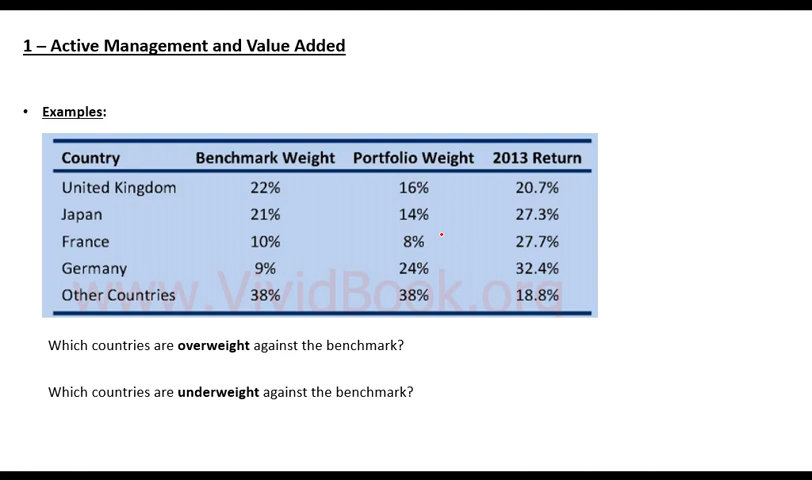 1 – Active Management and Value Added
• Examples:
Country Benchmark Weight Portfolio Weight 2013 Return
United Kingdom 22% 16% 20.7%
Japan 21% 14% 27.3%
France 10% 8% 27.7%
Germany 9% 24% 32.4%
Other Countries 38% 38% 18.8%
www.VividBook.org
Which countries are overweight against the benchmark?
Which countries are underweight against the benchmark?